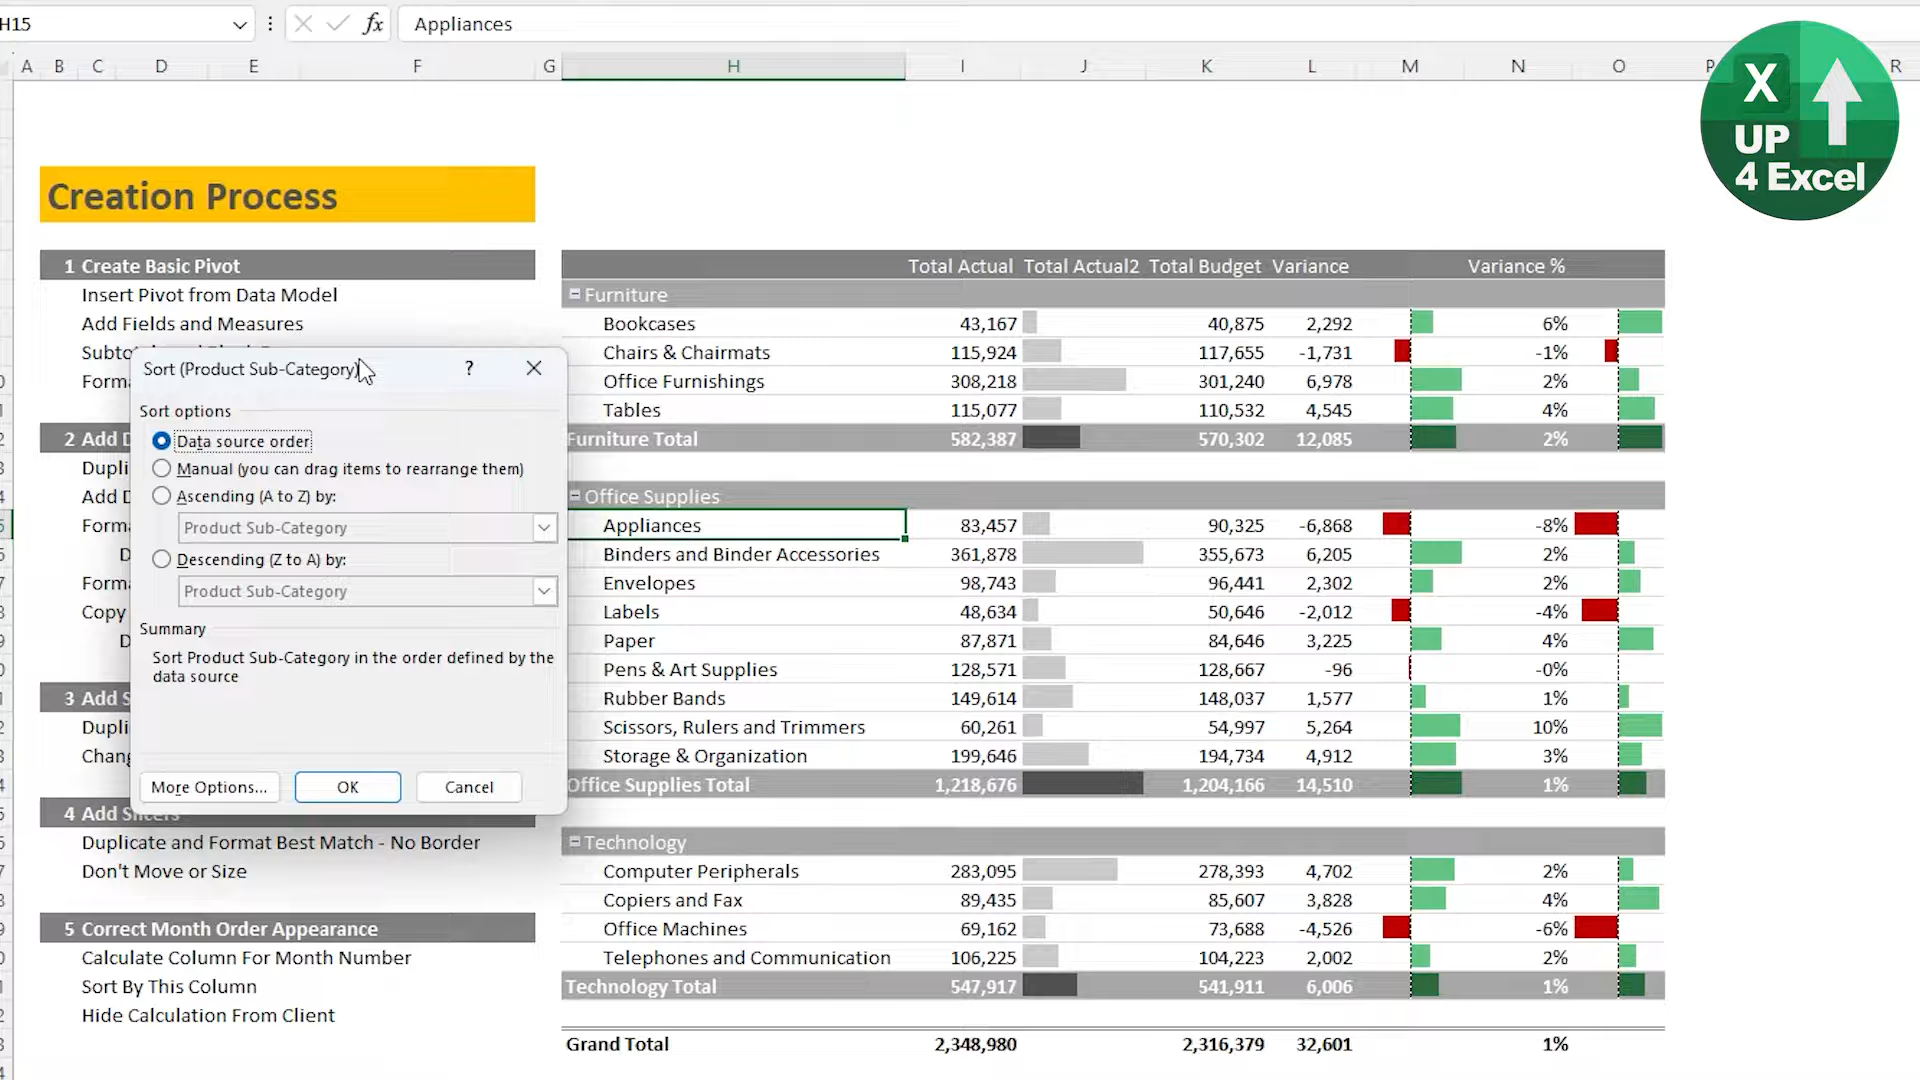 H15
fx
Appliances
A B C D E F G H I J K L M N O P R
X
UP
4 Excel
Creation Process
1 Create Basic Pivot
Insert Pivot from Data Model
Add Fields and Measures
Subto
Forma
2 Add D
Dupli
Add D
Forma
D
Forma
Copy
D
3 Add S
Dupli
Chang
4 Add Slicers
Duplicate and Format Best Match - No Border
Don't Move or Size
5 Correct Month Order Appearance
Calculate Column For Month Number
Sort By This Column
Hide Calculation From Client
Sort (Product Sub-Category)
?
Sort options
Data source order
Manual (you can drag items to rearrange them)
Ascending (A to Z) by:
Product Sub-Category
Descending (Z to A) by:
Product Sub-Category
Summary
Sort Product Sub-Category in the order defined by the
data source
More Options...
OK
Cancel
Total Actual Total Actual2 Total Budget Variance Variance %
Furniture
Bookcases 43,167 40,875 2,292 6%
Chairs & Chairmats 115,924 117,655 -1,731 -1%
Office Furnishings 308,218 301,240 6,978 2%
Tables 115,077 110,532 4,545 4%
Furniture Total 582,387 570,302 12,085 2%
Office Supplies
Appliances 83,457 90,325 -6,868 -8%
Binders and Binder Accessories 361,878 355,673 6,205 2%
Envelopes 98,743 96,441 2,302 2%
Labels 48,634 50,646 -2,012 -4%
Paper 87,871 84,646 3,225 4%
Pens & Art Supplies 128,571 128,667 -96 -0%
Rubber Bands 149,614 148,037 1,577 1%
Scissors, Rulers and Trimmers 60,261 54,997 5,264 10%
Storage & Organization 199,646 194,734 4,912 3%
Office Supplies Total 1,218,676 1,204,166 14,510 1%
Technology
Computer Peripherals 283,095 278,393 4,702 2%
Copiers and Fax 89,435 85,607 3,828 4%
Office Machines 69,162 73,688 -4,526 -6%
Telephones and Communication 106,225 104,223 2,002 2%
Technology Total 547,917 541,911 6,006 1%
Grand Total 2,348,980 2,316,379 32,601 1%